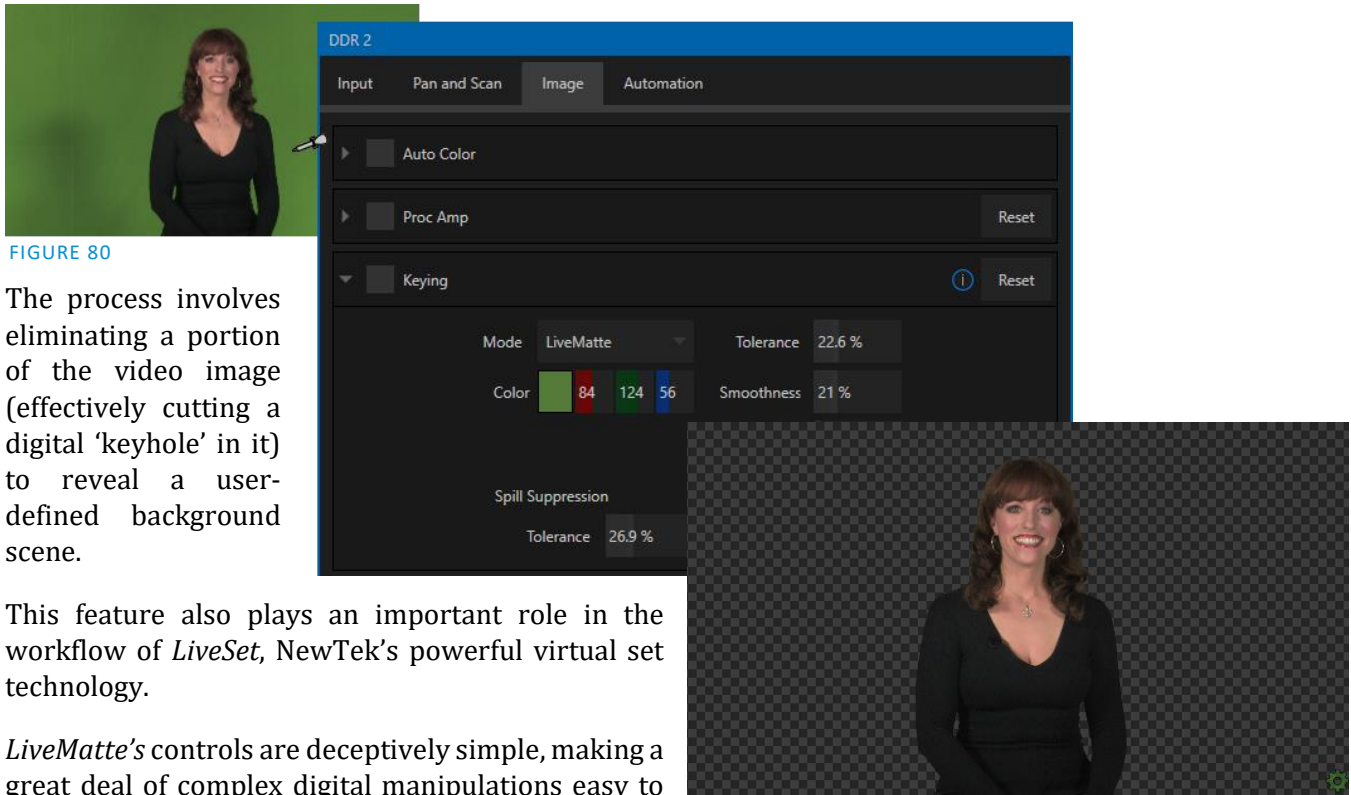 DDR 2
Input Pan and Scan Image Automation
Auto Color
Proc Amp Reset
Keying i Reset
Mode LiveMatte Tolerance 22.6 %
Color 84 124 56 Smoothness 21 %
Spill Suppression
Tolerance 26.9 %
FIGURE 80
The process involves
eliminating a portion
of the video image
(effectively cutting a
digital ‘keyhole’ in it)
to reveal a user-
defined background
scene.
This feature also plays an important role in the
workflow of LiveSet, NewTek’s powerful virtual set
technology.
LiveMatte’s controls are deceptively simple, making a
great deal of complex digital manipulations easy to